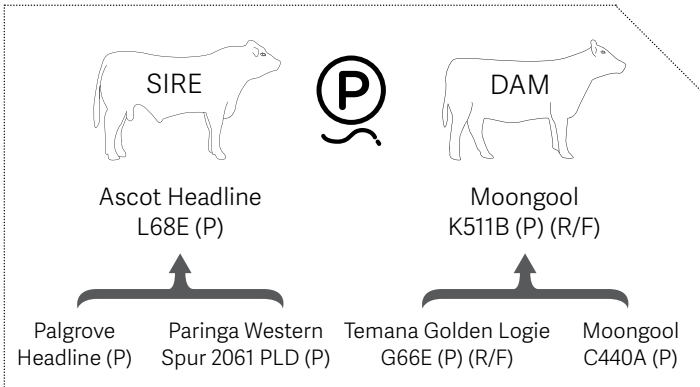 SIRE
P
DAM
Ascot Headline
L68E (P)
Moongool
K511B (P) (R/F)
Palgrove
Headline (P)
Paringa Western
Spur 2061 PLD (P)
Temana Golden Logie
G66E (P) (R/F)
Moongool
C440A (P)